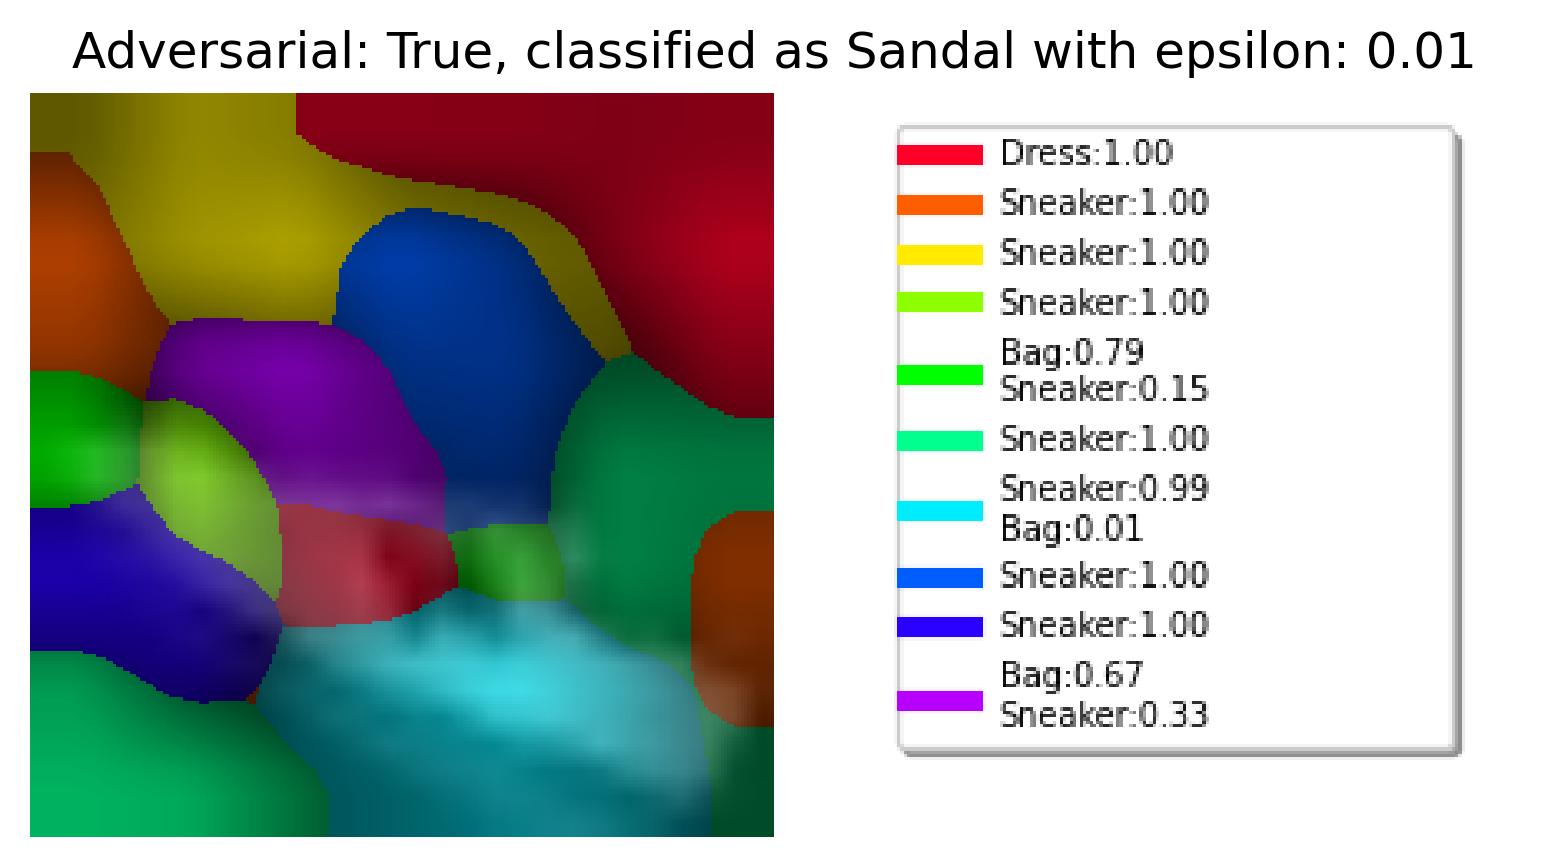 Adversarial: True, classified as Sandal with epsilon: 0.01
Dress:1.00
Sneaker:1.00
Sneaker:1.00
Sneaker:1.00
Bag:0.79
Sneaker:0.15
Sneaker:1.00
Sneaker:0.99
Bag:0.01
Sneaker:1.00
Sneaker:1.00
Bag:0.67
Sneaker:0.33